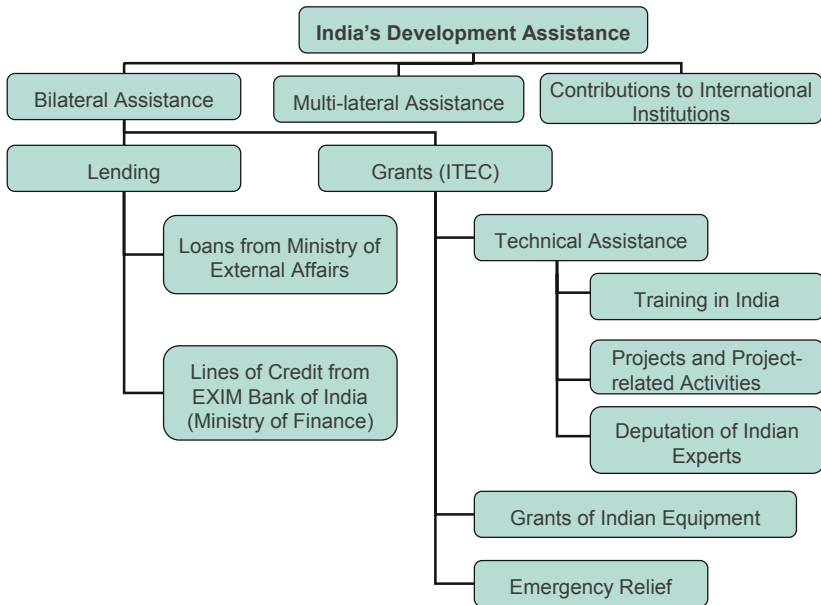 India’s Development Assistance
Bilateral Assistance
Multi-lateral Assistance
Contributions to International
Institutions
Lending
Grants (ITEC)
Loans from Ministry of
External Affairs
Technical Assistance
Training in India
Lines of Credit from
EXIM Bank of India
(Ministry of Finance)
Projects and Project-
related Activities
Deputation of Indian
Experts
Grants of Indian Equipment
Emergency Relief